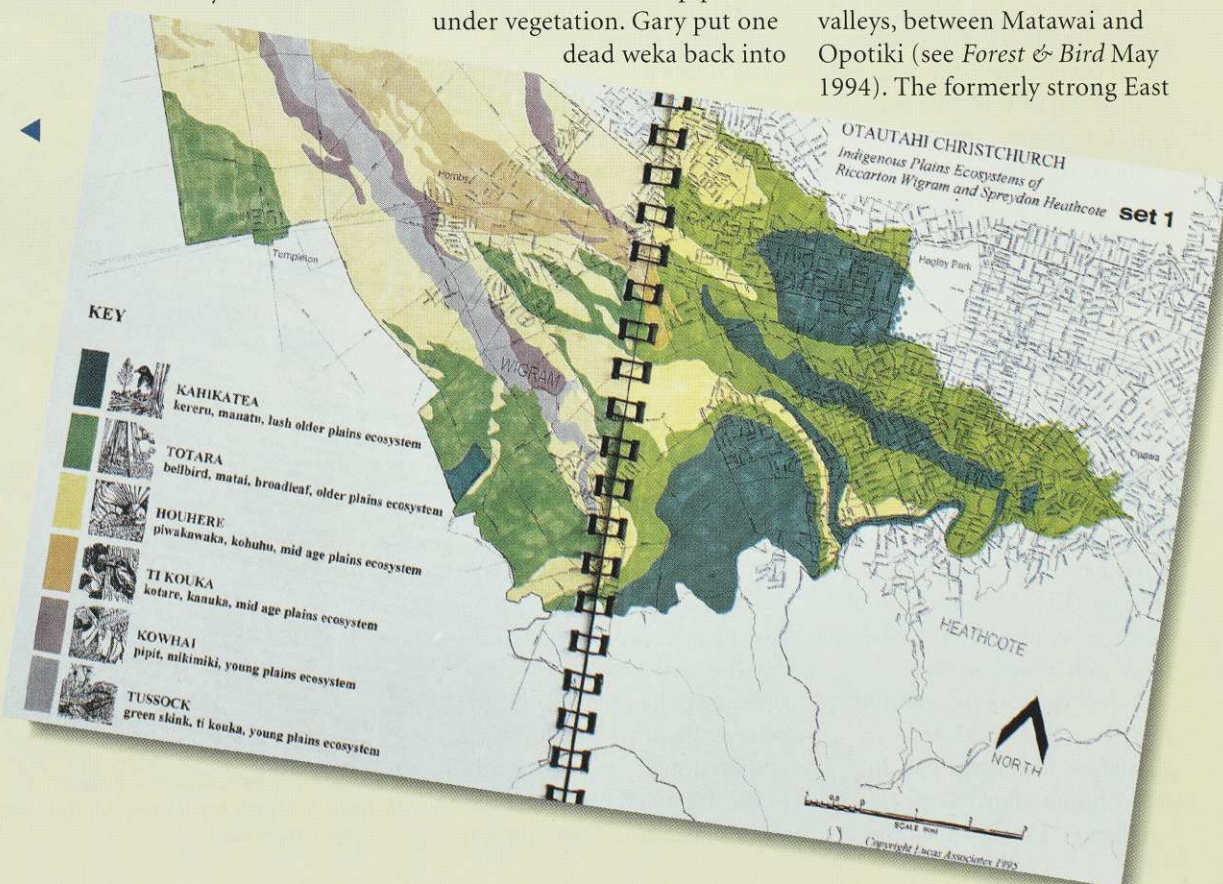 under vegetation. Gary put one
dead weka back into
valleys, between Matawai and
Opotiki (see Forest & Bird May
1994). The formerly strong East
OTAUTAHI CHRISTCHURCH
Indigenous Plains Ecosystems of
Riccarton Wigram and Spreydon Heathcote set 1
Hornby
Hagley Park
Templeton
KEY
WIGRAM
KAHIKATEA
kereru, manatu, lush older plains ecosystem
TOTARA
bellbird, matai, broadleaf, older plains ecosystem
HOUHERE
piwakawaka, kohuhu, mid age plains ecosystem
TI KOUKA
kotare, kanuka, mid age plains ecosystem
KOWHAI
pipit, mikimiki, young plains ecosystem
TUSSOCK
green skink, ti kouka, young plains ecosystem
Opawa
HEATHCOTE
NORTH
SCALE
Copyright Lucas Associates 1995